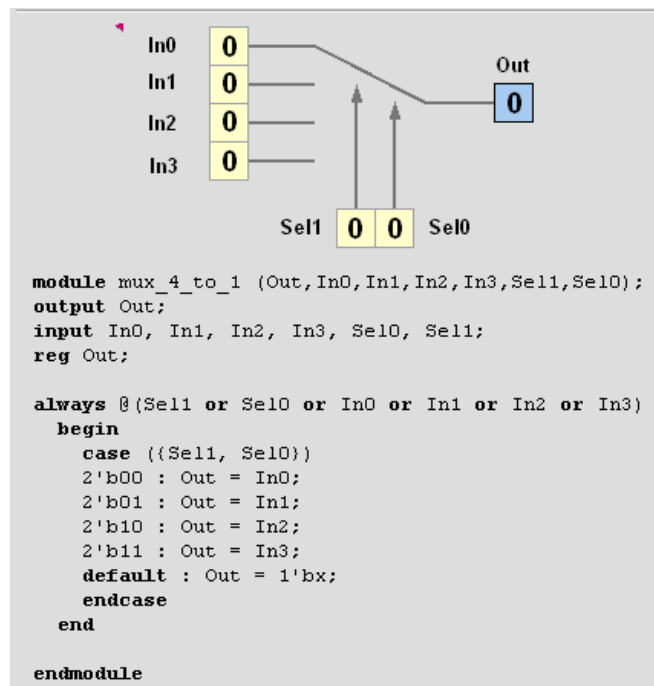 In0 0
Out
In1 0
0
In2 0
In3 0
Sel1 0 0 Sel0
module mux_4_to_1 (Out,In0,In1,In2,In3,Sel1,Sel0);
output Out;
input In0, In1, In2, In3, Sel0, Sel1;
reg Out;
always @(Sel1 or Sel0 or In0 or In1 or In2 or In3)
begin
case ({Sel1, Sel0})
2'b00 : Out = In0;
2'b01 : Out = In1;
2'b10 : Out = In2;
2'b11 : Out = In3;
default : Out = 1'bx;
endcase
end
endmodule